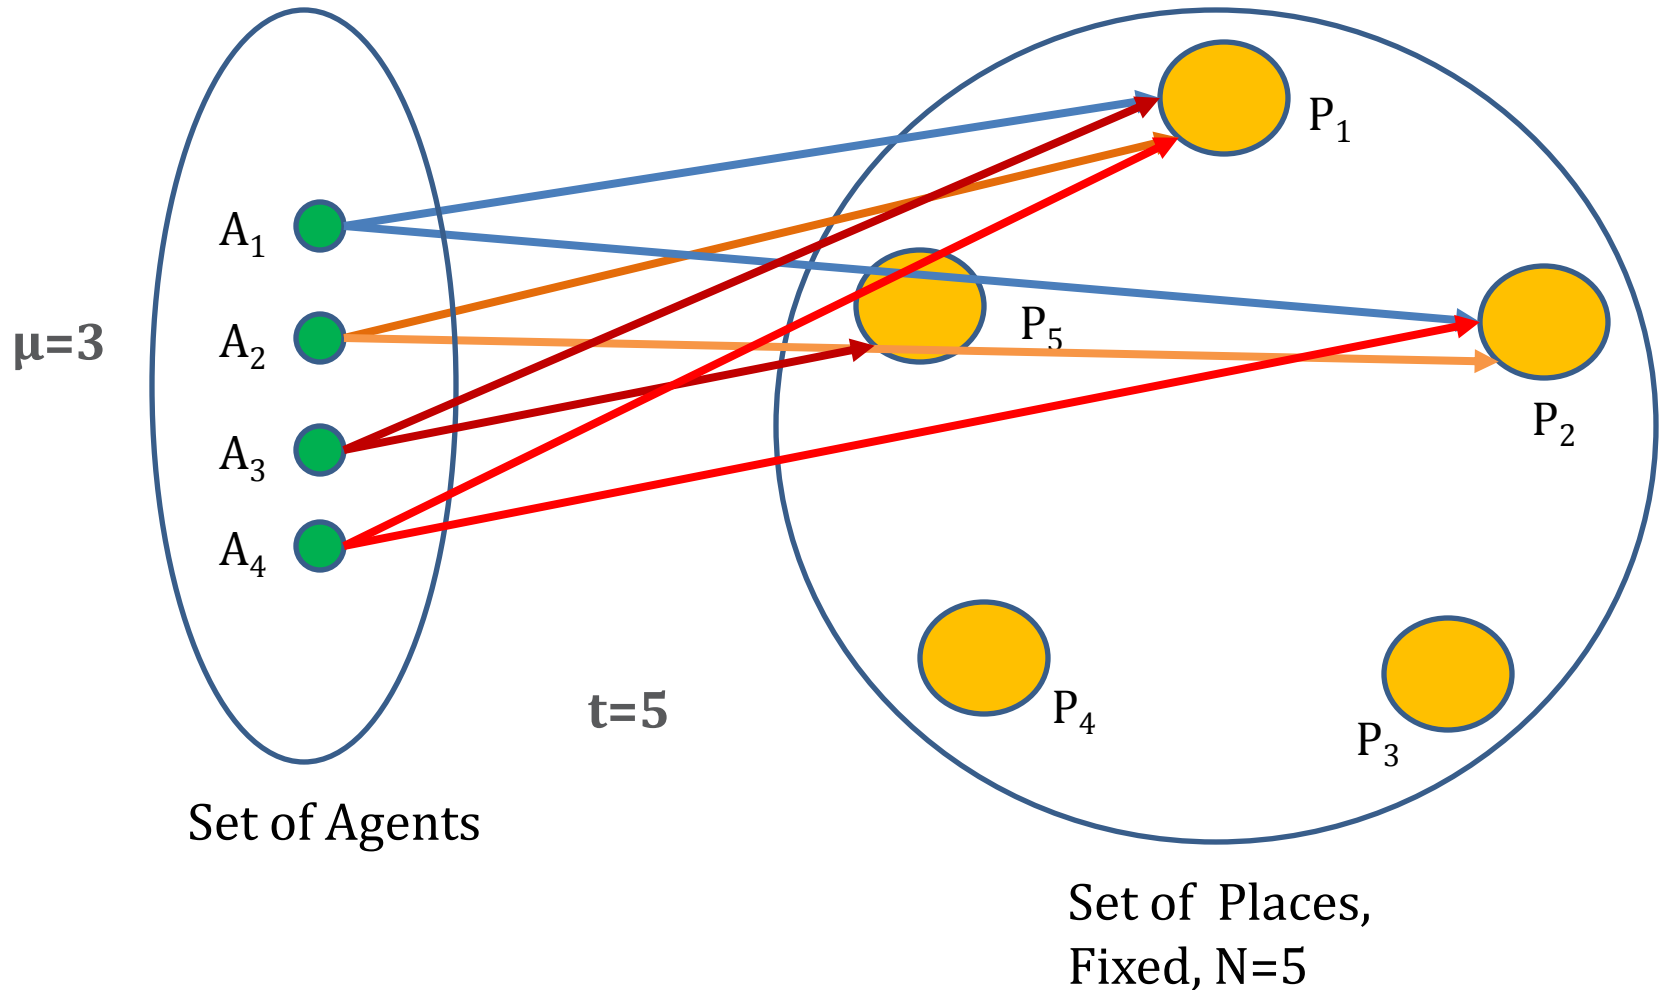 P₁
A₁
P₅
A₂
μ=3
P₂
A₃
A₄
t=5
P₄
P₃
Set of Agents
Set of Places,
Fixed, N=5